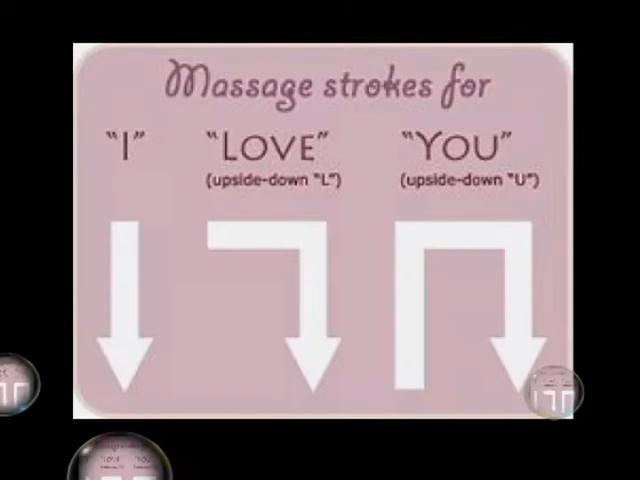 Massage strokes for
"I" "LOVE" "YOU"
(upside-down "L") (upside-down "U")